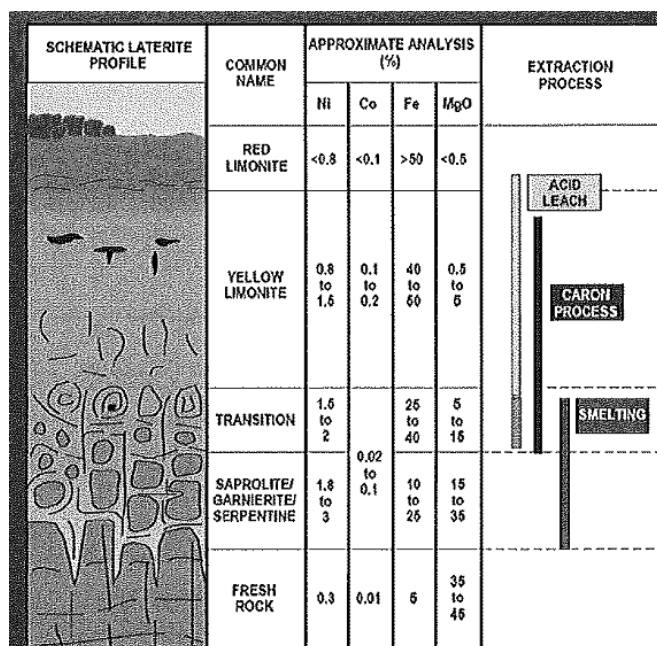 SCHEMATIC LATERITE
PROFILE
COMMON
NAME
APPROXIMATE ANALYSIS
(%)
Ni
Co
Fe
MgO
EXTRACTION
PROCESS
RED
LIMONITE
<0.8
<0.1
>50
<0.5
ACID
LEACH
YELLOW
LIMONITE
0.8
to
1.5
0.1
to
0.2
40
to
50
0.5
to
5
CARON
PROCESS
TRANSITION
1.5
to
2
25
to
40
5
to
15
SMELTING
0.02
to
0.1
SAPROLITE/
GARNIERITE/
SERPENTINE
1.8
to
3
10
to
25
15
to
35
FRESH
ROCK
0.3
0.01
5
35
to
45